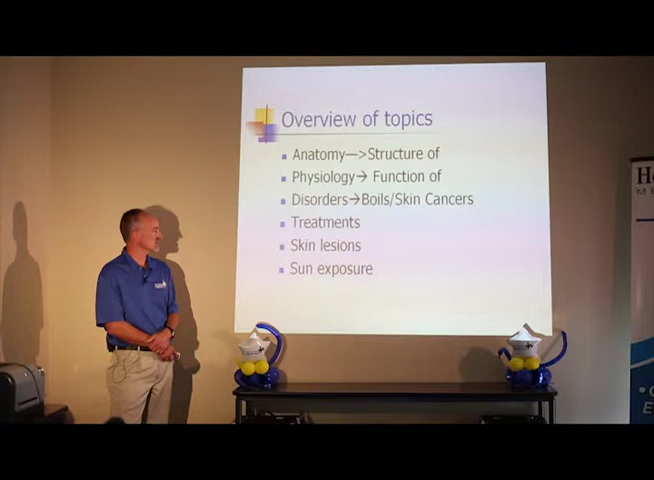 Overview of topics
Anatomy—>Structure of
Physiology→ Function of
Disorders→Boils/Skin Cancers
Treatments
Skin lesions
Sun exposure